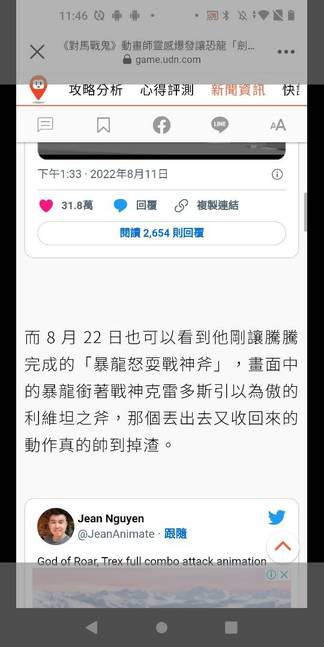 11:46
《對馬戰鬼》動畫師靈感爆發讓恐龍「劍...
game.udn.com
攻略分析 心得評測 新聞資訊 快訊
LINE
AA
下午1:33 · 2022年8月11日
31.8萬 回覆 複製連結
閱讀 2,654 則回覆
而 8 月 22 日也可以看到他剛讓騰騰
完成的「暴龍怒耍戰神斧」，畫面中
的暴龍銜著戰神克雷多斯引以為傲的
利維坦之斧，那個丟出去又收回來的
動作真的帥到掉渣。
Jean Nguyen
@JeanAnimate · 跟隨
God of Roar, Trex full combo attack animation